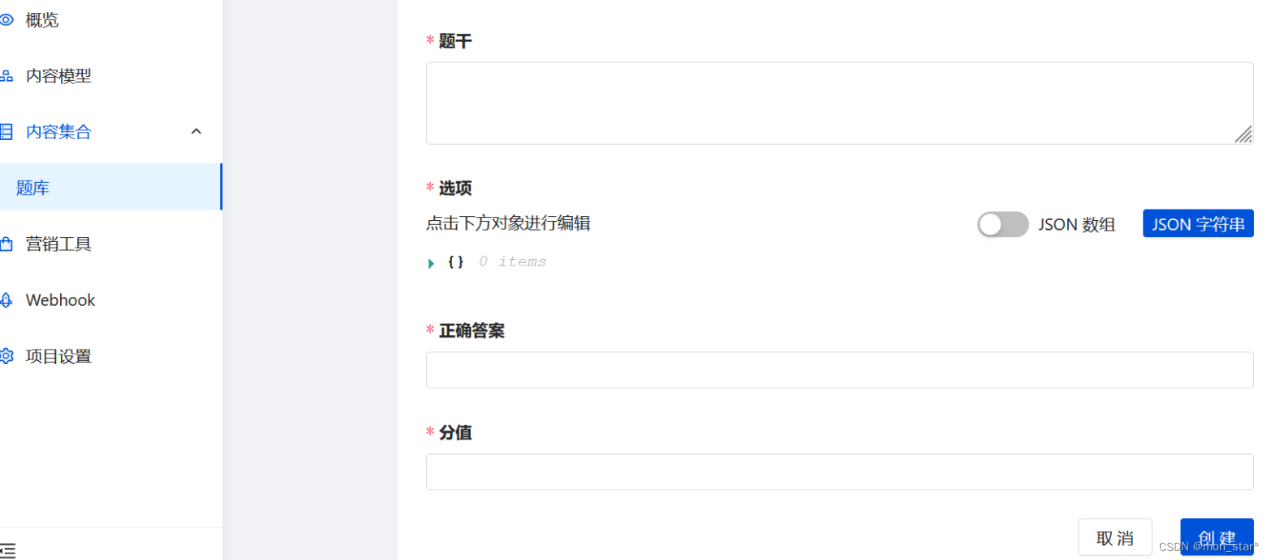 概览
内容模型
内容集合
题库
营销工具
Webhook
项目设置
* 题干
* 选项
点击下方对象进行编辑
JSON 数组
JSON 字符串
{} 0 items
* 正确答案
* 分值
取消
创建
CSDN @mon_star°